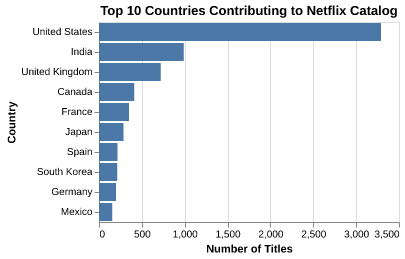 Top 10 Countries Contributing to Netflix Catalog
United States
India
United Kingdom
Canada
France
Japan
Spain
South Korea
Germany
Mexico
Country
0 500 1,000 1,500 2,000 2,500 3,000 3,500
Number of Titles